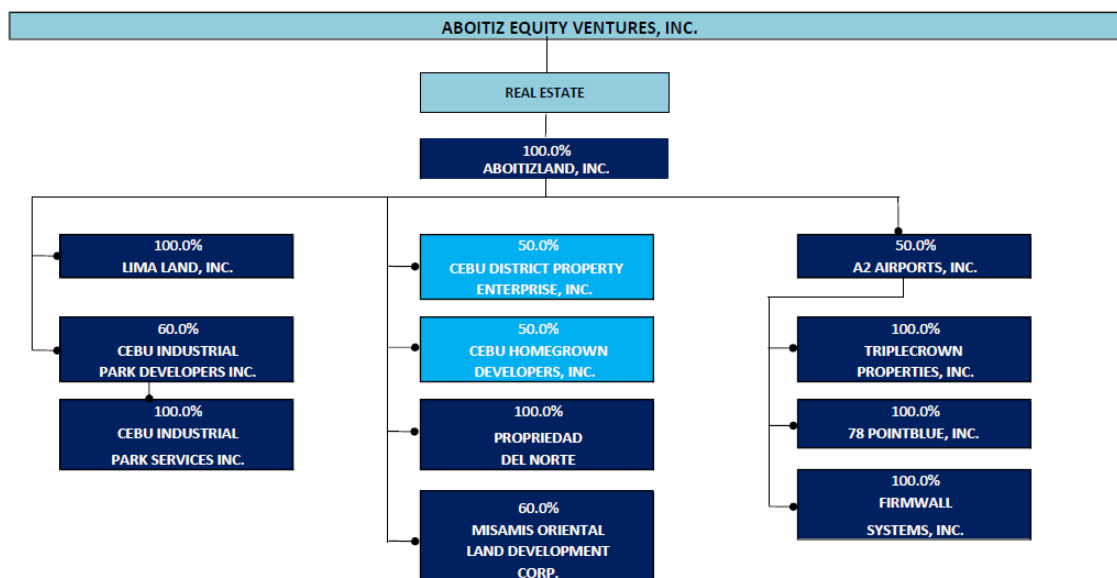 ABOITIZ EQUITY VENTURES, INC.
REAL ESTATE
100.0%
ABOITIZLAND, INC.
100.0%
LIMA LAND, INC.
60.0%
CEBU INDUSTRIAL
PARK DEVELOPERS INC.
100.0%
CEBU INDUSTRIAL
PARK SERVICES INC.
50.0%
CEBU DISTRICT PROPERTY
ENTERPRISE, INC.
50.0%
CEBU HOMEGROWN
DEVELOPERS, INC.
100.0%
PROPRIEDAD
DEL NORTE
60.0%
MISAMIS ORIENTAL
LAND DEVELOPMENT
CORP.
50.0%
A2 AIRPORTS, INC.
100.0%
TRIPLECROWN
PROPERTIES, INC.
100.0%
78 POINTBLUE, INC.
100.0%
FIRMWALL
SYSTEMS, INC.